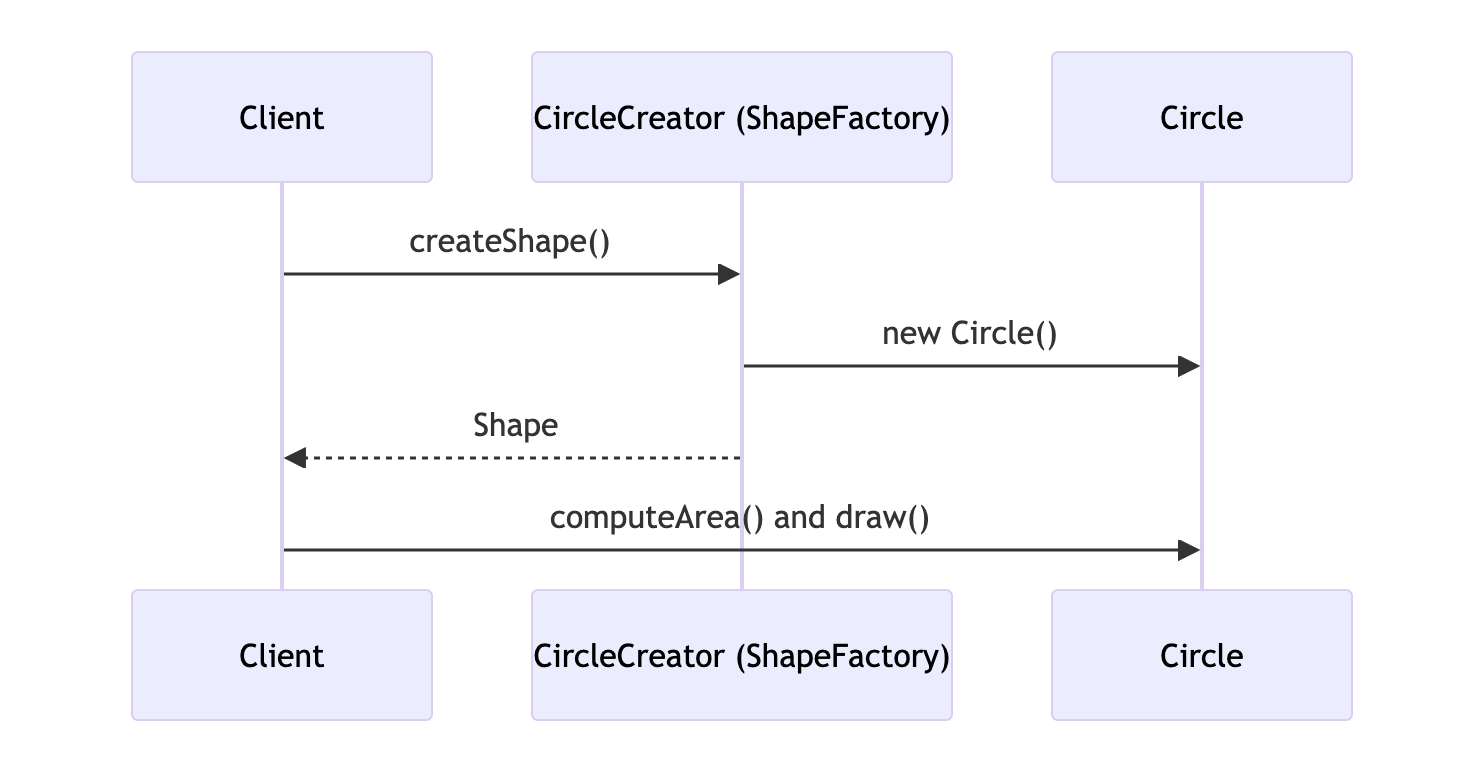 Client
CircleCreator (ShapeFactory)
Circle
createShape()
new Circle()
Shape
computeArea() and draw()
Client
CircleCreator (ShapeFactory)
Circle